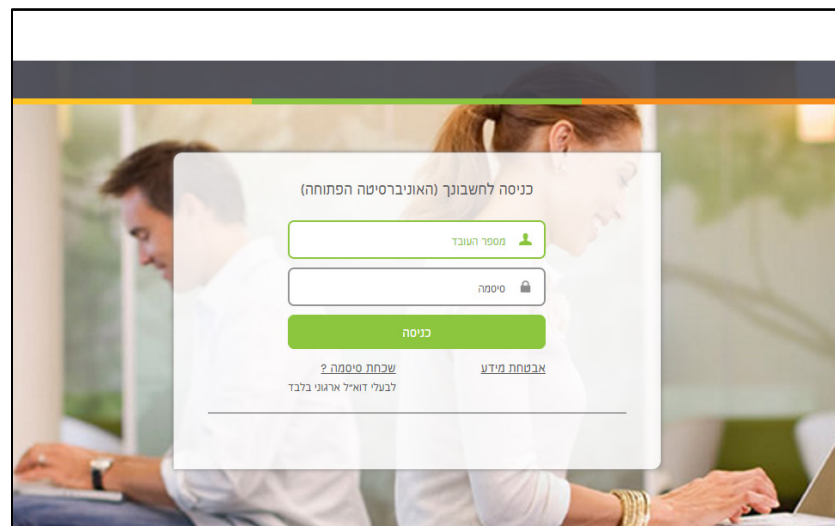 כניסה לחשבונך (האוניברסיטה הפתוחה)
מספר העובד
סיסמה
כניסה
אבטחת מידע
שכחת סיסמה ?
לבעלי דוא״ל ארגוני בלבד